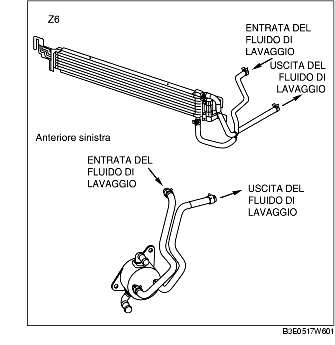 Z6
ENTRATA DEL
FLUIDO DI
LAVAGGIO
USCITA DEL
FLUIDO DI
LAVAGGIO
Anteriore sinistra
ENTRATA DEL
FLUIDO DI
LAVAGGIO
USCITA DEL
FLUIDO DI
LAVAGGIO
B3E0517W601